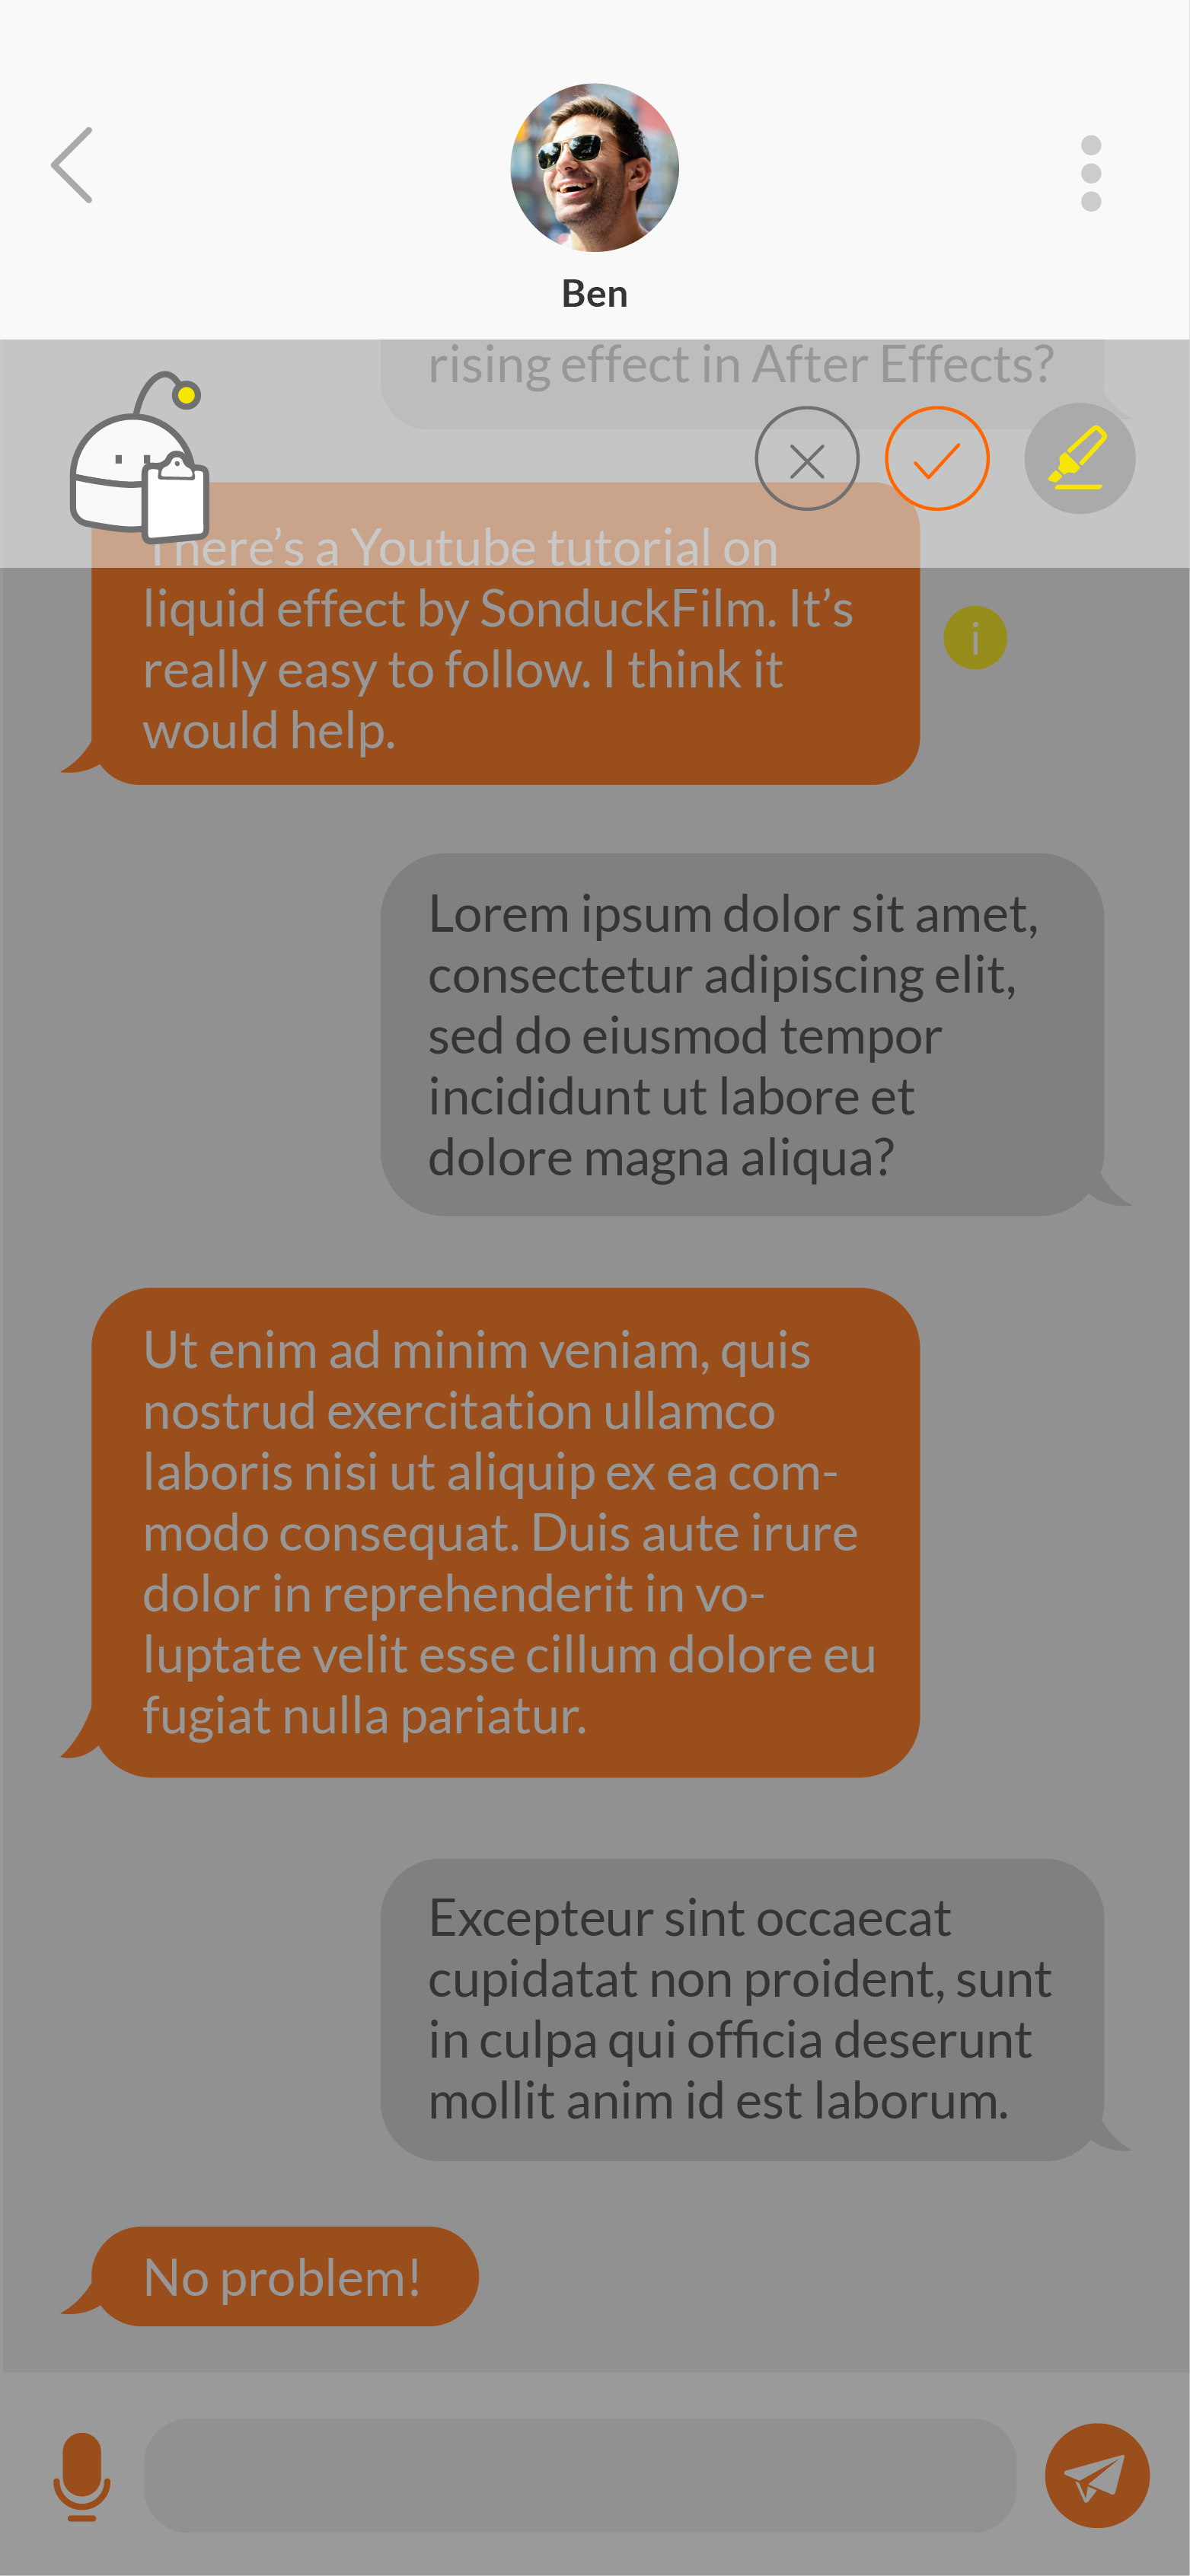 Ben
rising effect in After Effects?
There’s a Youtube tutorial on
liquid effect by SonduckFilm. It’s
really easy to follow. I think it
would help.
i
Lorem ipsum dolor sit amet,
consectetur adipiscing elit,
sed do eiusmod tempor
incididunt ut labore et
dolore magna aliqua?
Ut enim ad minim veniam, quis
nostrud exercitation ullamco
laboris nisi ut aliquip ex ea com-
modo consequat. Duis aute irure
dolor in reprehenderit in vo-
luptate velit esse cillum dolore eu
fugiat nulla pariatur.
Excepteur sint occaecat
cupidatat non proident, sunt
in culpa qui officia deserunt
mollit anim id est laborum.
No problem!